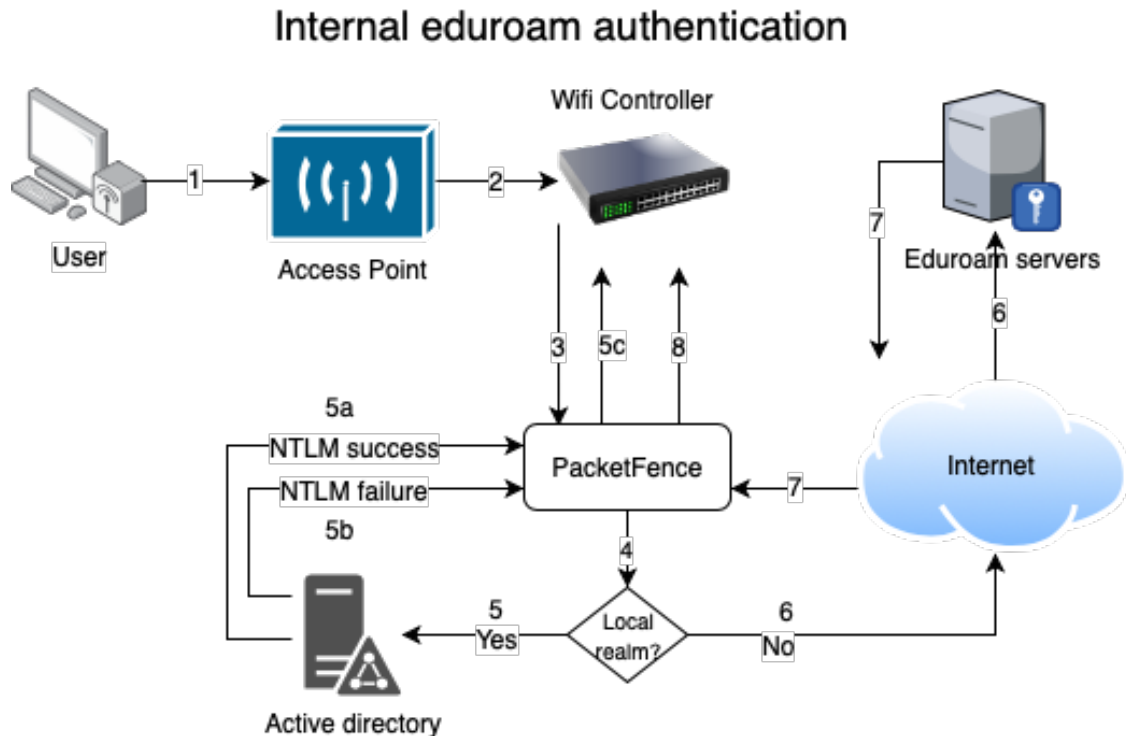 Internal eduroam authentication
Wifi Controller
1
2
7
User
Access Point
Eduroam servers
6
3
5c
8
5a
NTLM success
PacketFence
Internet
NTLM failure
7
5b
4
5
Yes
Local
realm?
6
No
Active directory